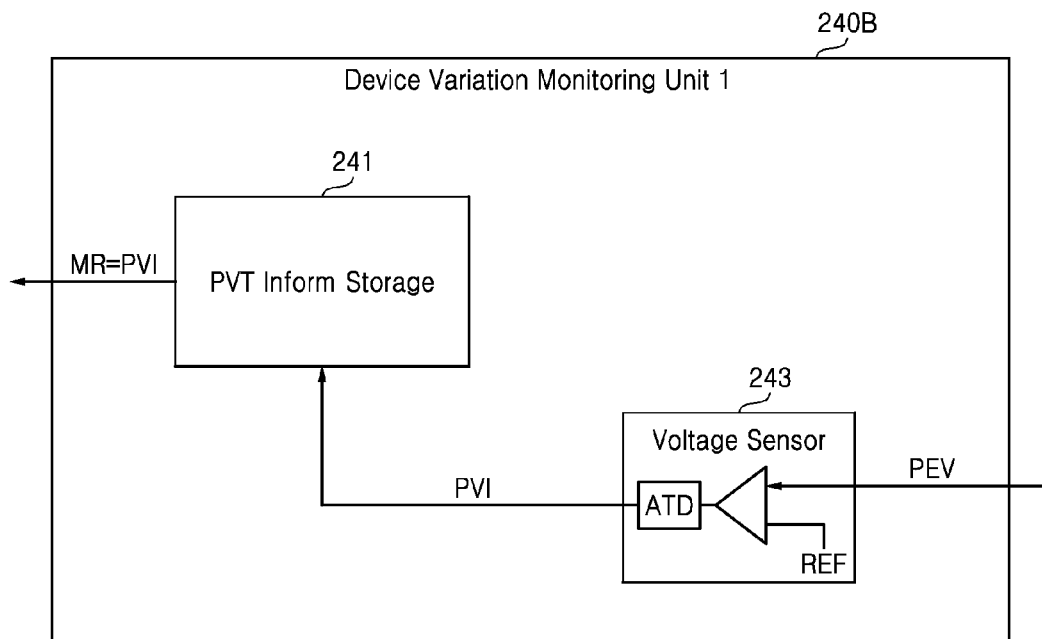 240B
Device Variation Monitoring Unit 1
241
MR=PVI
PVT Inform Storage
243
Voltage Sensor
PEV
PVI
ATD
REF